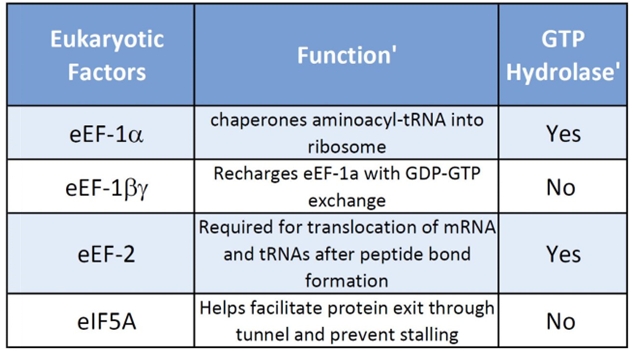 Eukaryotic
Factors
Function'
GTP
Hydrolase'
eEF-1α
chaperones aminoacyl-tRNA into
ribosome
Yes
eEF-1βγ
Recharges eEF-1a with GDP-GTP
exchange
No
eEF-2
Required for translocation of mRNA
and tRNAs after peptide bond
formation
Yes
eIF5A
Helps facilitate protein exit through
tunnel and prevent stalling
No